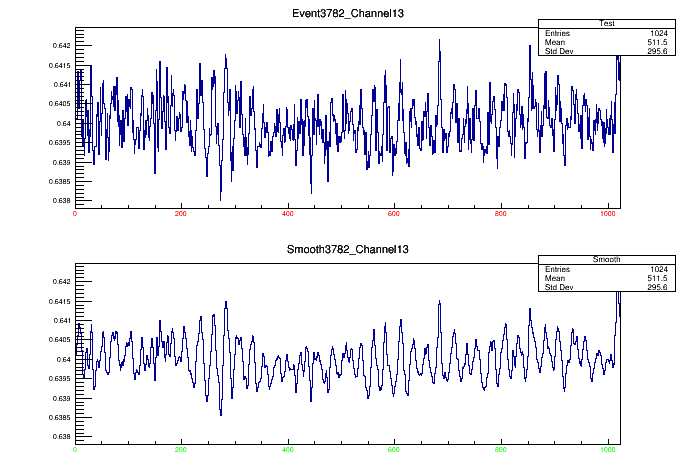 Event3782_Channel13
Test
Entries 1024
Mean 511.5
Std Dev 295.6
0.642
0.6415
0.641
0.6405
0.64
0.6395
0.639
0.6385
0.638
0 200 400 600 800 1000
Smooth3782_Channel13
Smooth
Entries 1024
Mean 511.5
Std Dev 295.6
0.642
0.6415
0.641
0.6405
0.64
0.6395
0.639
0.6385
0.638
0 200 400 600 800 1000